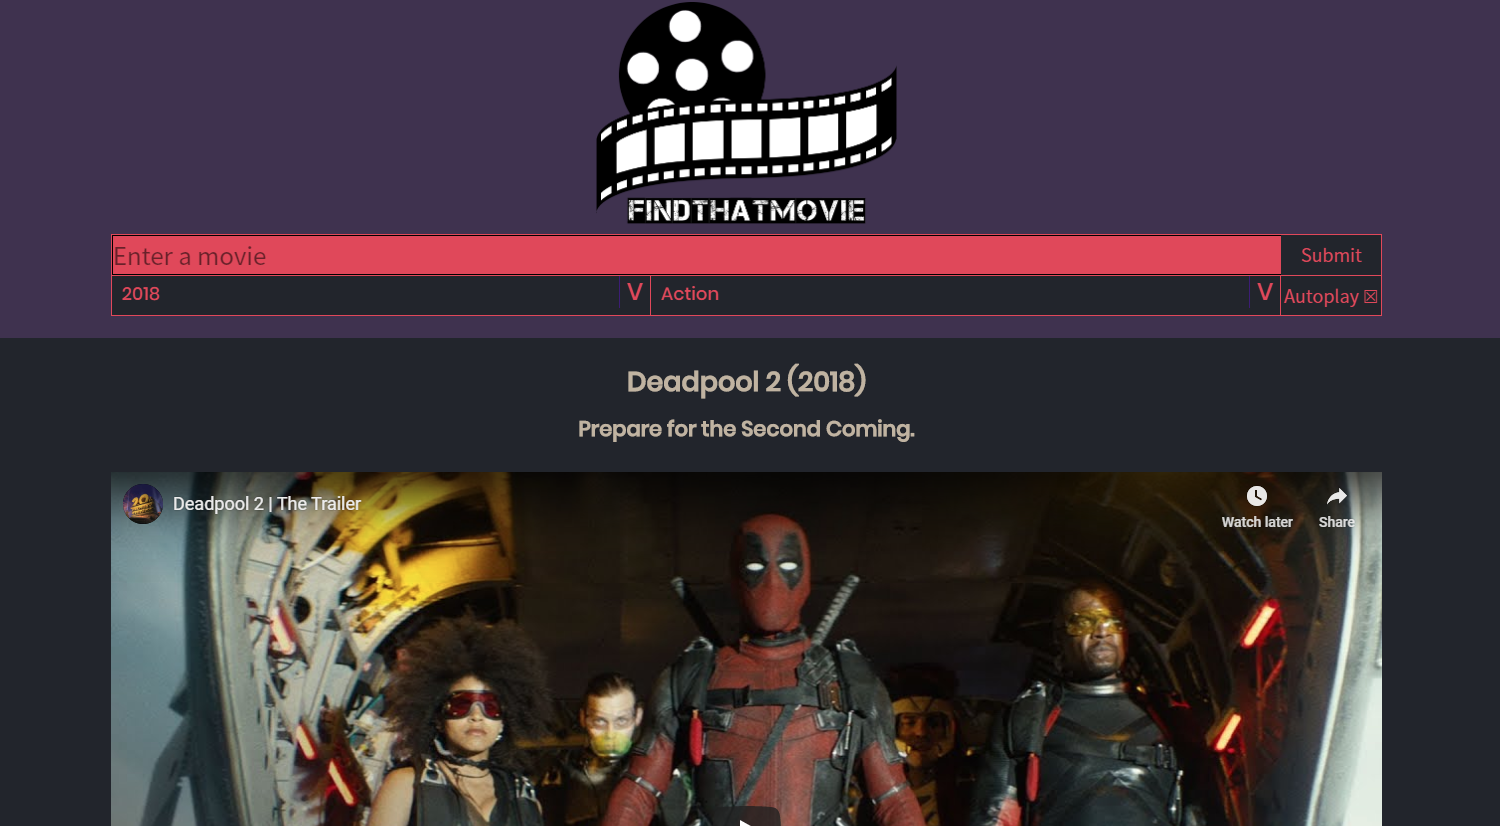 FINDTHATMOVIE
Enter a movie
Submit
2018 V Action V Autoplay ☒
Deadpool 2 (2018)
Prepare for the Second Coming.
Deadpool 2 | The Trailer
Watch later Share